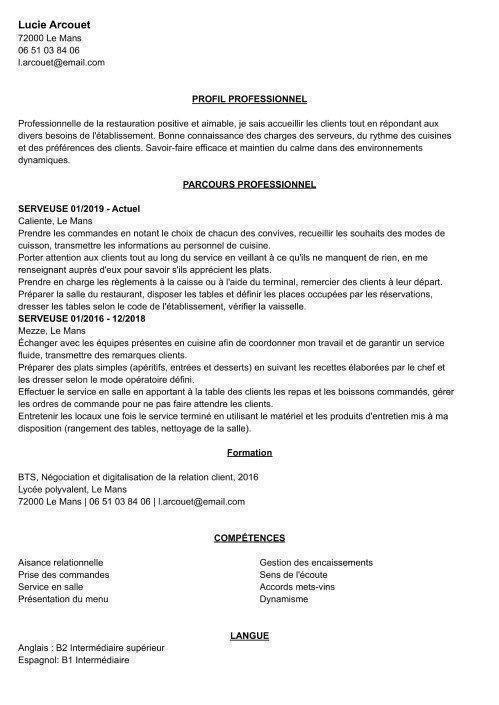 Lucie Arcouet
72000 Le Mans
06 51 03 84 06
l.arcouet@email.com
PROFIL PROFESSIONNEL
Professionnelle de la restauration positive et aimable, je sais accueillir les clients tout en répondant aux
divers besoins de l'établissement. Bonne connaissance des charges des serveurs, du rythme des cuisines
et des préférences des clients. Savoir-faire efficace et maintien du calme dans des environnements
dynamiques.
PARCOURS PROFESSIONNEL
SERVEUSE 01/2019 - Actuel
Caliente, Le Mans
Prendre les commandes en notant le choix de chacun des convives, recueillir les souhaits des modes de
cuisson, transmettre les informations au personnel de cuisine.
Porter attention aux clients tout au long du service en veillant à ce qu'ils ne manquent de rien, en me
renseignant auprès d'eux pour savoir s'ils apprécient les plats.
Prendre en charge les règlements à la caisse ou à l'aide du terminal, remercier des clients à leur départ.
Préparer la salle du restaurant, disposer les tables et définir les places occupées par les réservations,
dresser les tables selon le code de l'établissement, vérifier la vaisselle.
SERVEUSE 01/2016 - 12/2018
Mezze, Le Mans
Échanger avec les équipes présentes en cuisine afin de coordonner mon travail et de garantir un service
fluide, transmettre des remarques clients.
Préparer des plats simples (apéritifs, entrées et desserts) en suivant les recettes élaborées par le chef et
les dresser selon le mode opératoire défini.
Effectuer le service en salle en apportant à la table des clients les repas et les boissons commandés, gérer
les ordres de commande pour ne pas faire attendre les clients.
Entretenir les locaux une fois le service terminé en utilisant le matériel et les produits d'entretien mis à ma
disposition (rangement des tables, nettoyage de la salle).
Formation
BTS, Négociation et digitalisation de la relation client, 2016
Lycée polyvalent, Le Mans
72000 Le Mans | 06 51 03 84 06 | l.arcouet@email.com
COMPÉTENCES
Aisance relationnelle
Prise des commandes
Service en salle
Présentation du menu
Gestion des encaissements
Sens de l'écoute
Accords mets-vins
Dynamisme
LANGUE
Anglais : B2 Intermédiaire supérieur
Espagnol: B1 Intermédiaire